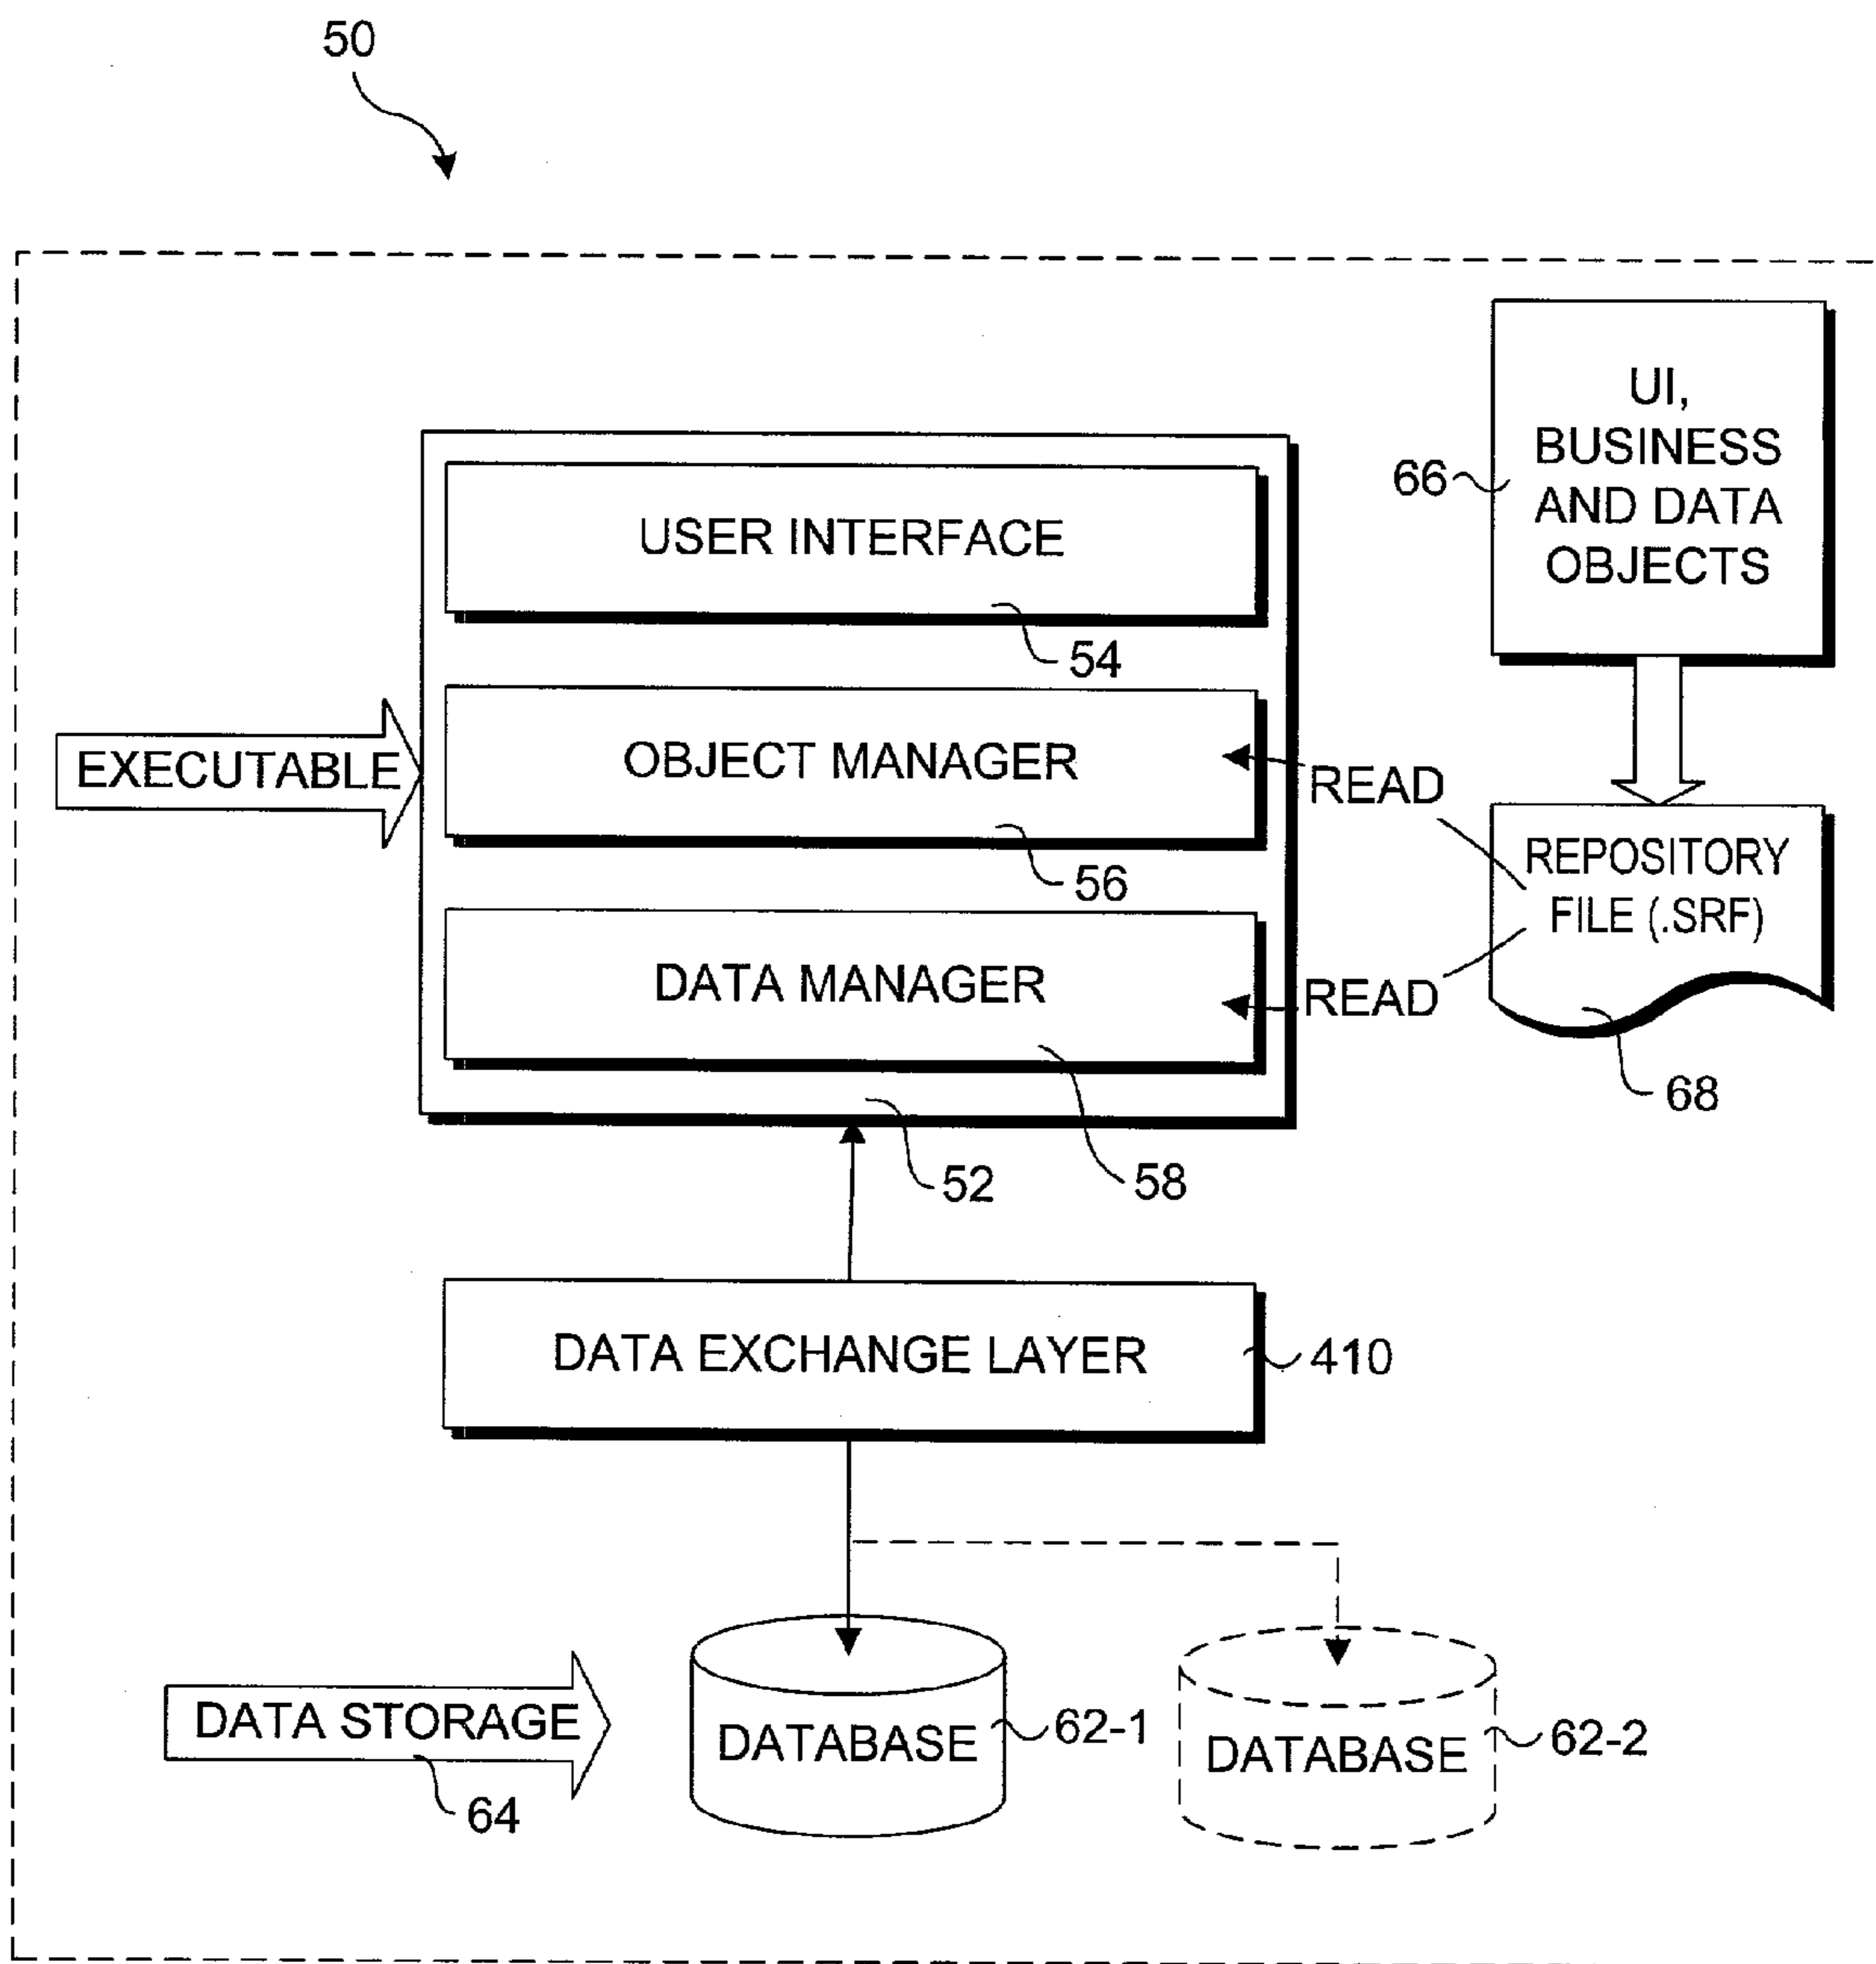 50
UI,
BUSINESS
AND DATA
OBJECTS
66
USER INTERFACE
54
EXECUTABLE
OBJECT MANAGER
READ
56
REPOSITORY
FILE (.SRF)
DATA MANAGER
READ
68
58
52
DATA EXCHANGE LAYER
410
DATA STORAGE
64
DATABASE
62-1
DATABASE
62-2